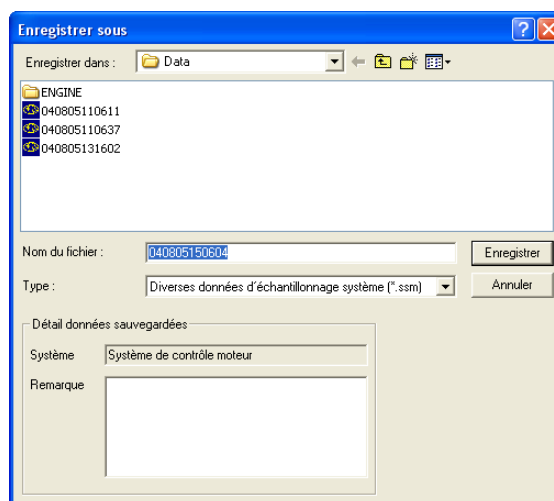 Enregistrer sous
Enregistrer dans : Data
ENGINE
040805110611
040805110637
040805131602
Nom du fichier : 040805150604 Enregistrer
Type : Diverses données d'échantillonnage système (*.ssm) Annuler
Détail données sauvegardées
Système Système de contrôle moteur
Remarque